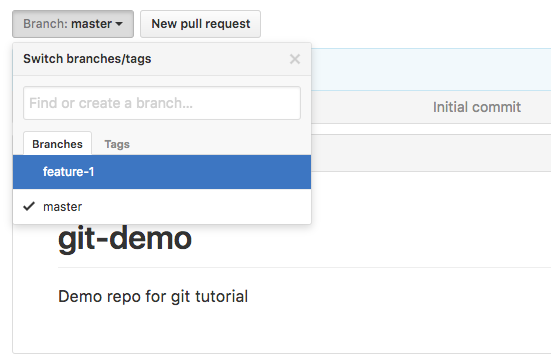 Branch: master New pull request
Switch branches/tags
Find or create a branch...
Initial commit
Branches Tags
feature-1
master
git-demo
Demo repo for git tutorial